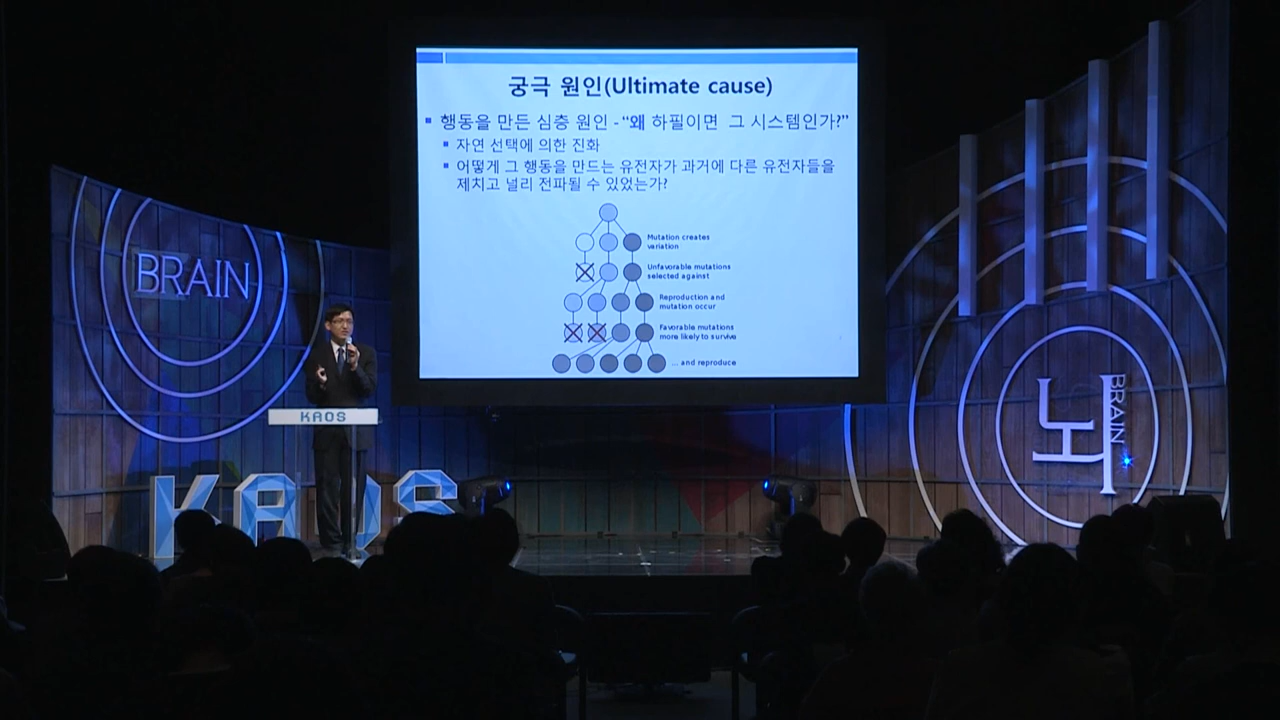 궁극 원인(Ultimate cause)
행동을 만든 심층 원인 - “왜 하필이면 그 시스템인가?”
자연 선택에 의한 진화
어떻게 그 행동을 만드는 유전자가 과거에 다른 유전자들을
제치고 널리 전파될 수 있었는가?
Mutation creates
variation
Unfavorable mutations
selected against
Reproduction and
mutation occur
Favorable mutations
more likely to survive
... and reproduce
BRAIN
KAOS
KAOS
뇌
BRAIN